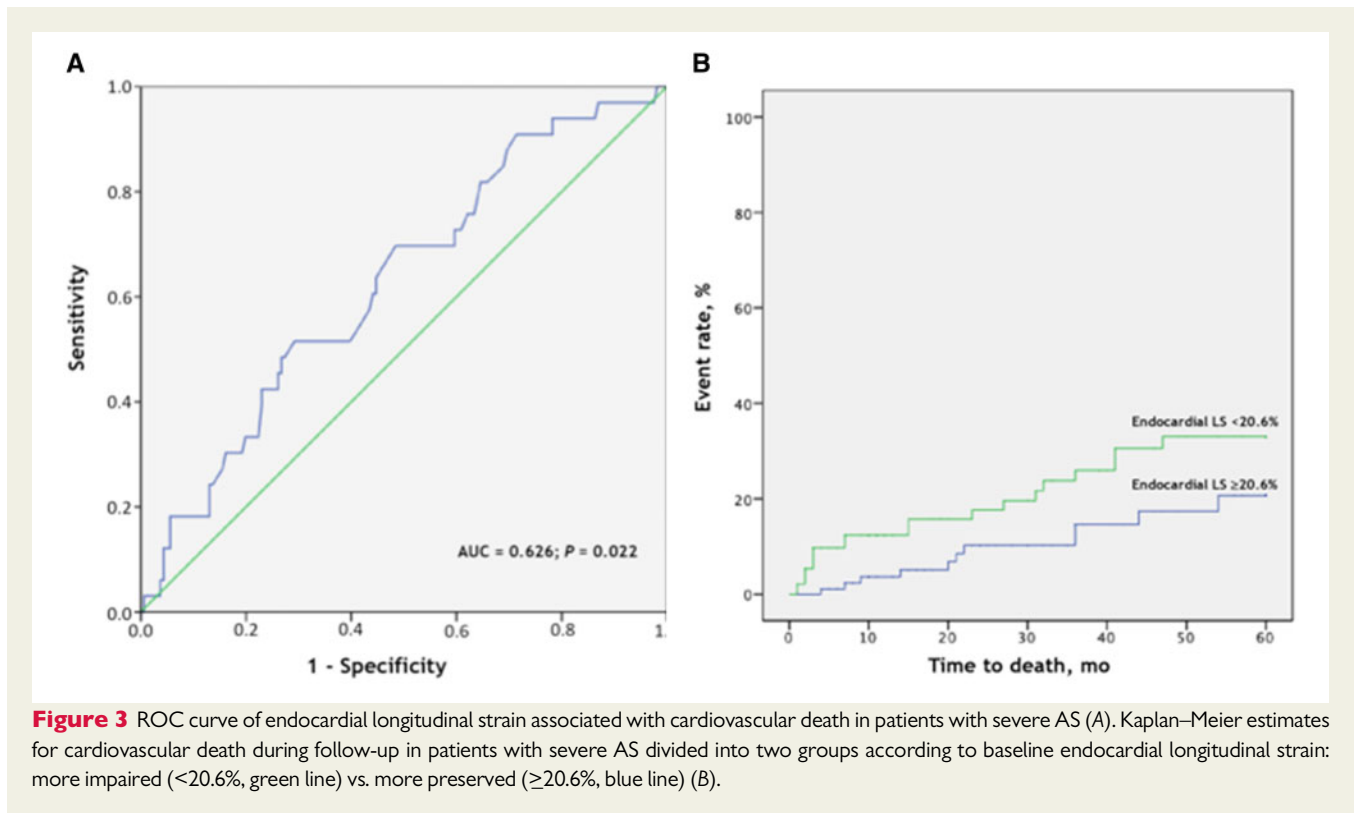 A
1.0
0.8
0.6
0.4
0.2
0.0
Sensitivity
AUC = 0.626; P = 0.022
0.0 0.2 0.4 0.6 0.8 1.
1 - Specificity
B
100
80
60
40
20
0
Event rate, %
Endocardial LS <20.6%
Endocardial LS ≥20.6%
0 10 20 30 40 50 60
Time to death, mo
Figure 3 ROC curve of endocardial longitudinal strain associated with cardiovascular death in patients with severe AS (A). Kaplan–Meier estimates
for cardiovascular death during follow-up in patients with severe AS divided into two groups according to baseline endocardial longitudinal strain:
more impaired (<20.6%, green line) vs. more preserved (≥20.6%, blue line) (B).